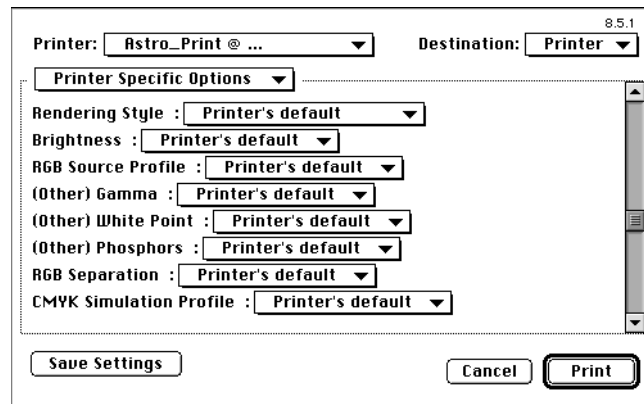 8.5.1
Printer: Astro_Print @ ... Destination: Printer
Printer Specific Options
Rendering Style : Printer's default
Brightness : Printer's default
RGB Source Profile : Printer's default
(Other) Gamma : Printer's default
(Other) White Point : Printer's default
(Other) Phosphors : Printer's default
RGB Separation : Printer's default
CMYK Simulation Profile : Printer's default
Save Settings
Cancel Print